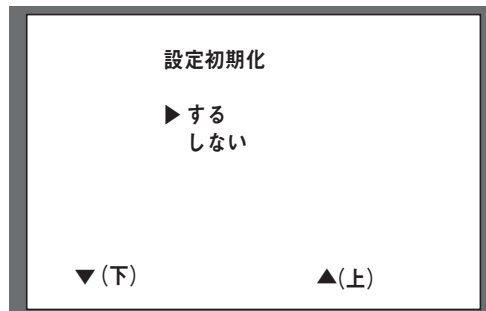 設定初期化
▶ する
しない
▼ (下) ▲(上)